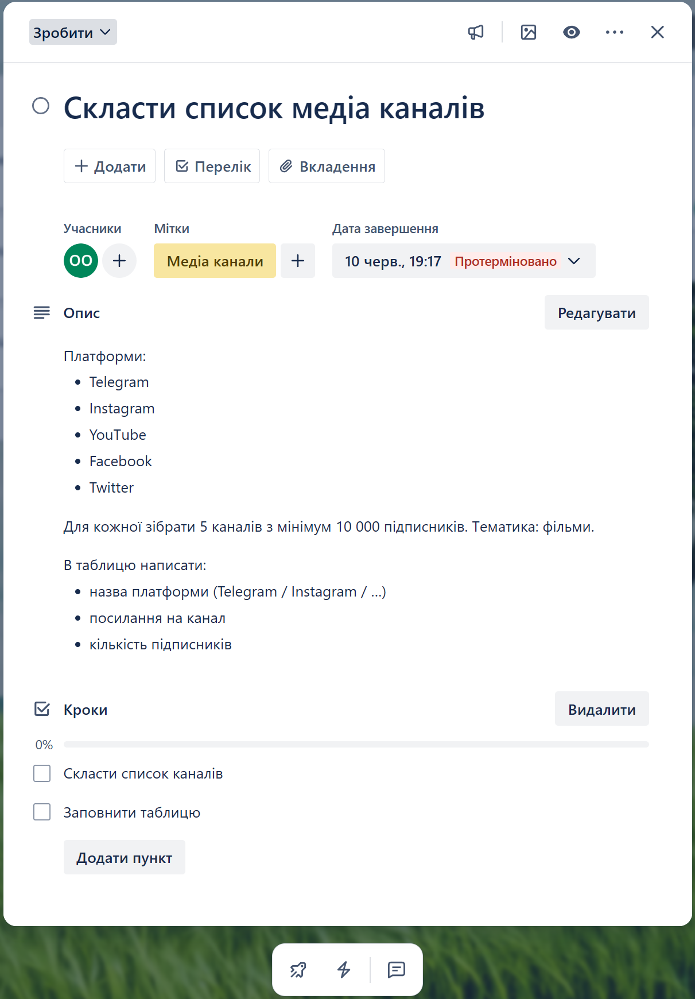 Зробити
Скласти список медіа каналів
Додати
Перелік
Вкладення
Учасники
Мітки
Дата завершення
ОО
Медіа канали
10 черв., 19:17 Протерміновано
Опис
Редагувати
Платформи:
• Telegram
• Instagram
• YouTube
• Facebook
• Twitter
Для кожної зібрати 5 каналів з мінімум 10 000 підписників. Тематика: фільми.
В таблицю написати:
• назва платформи (Telegram / Instagram / ...)
• посилання на канал
• кількість підписників
Кроки
Видалити
0%
Скласти список каналів
Заповнити таблицю
Додати пункт